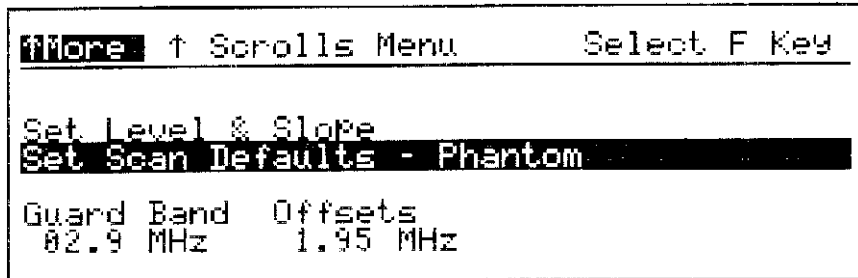 ↑More ↑ Scrolls Menu Select F Key
Set Level & Slope
Set Scan Defaults - Phantom
Guard Band Offsets
02.9 MHz 1.95 MHz